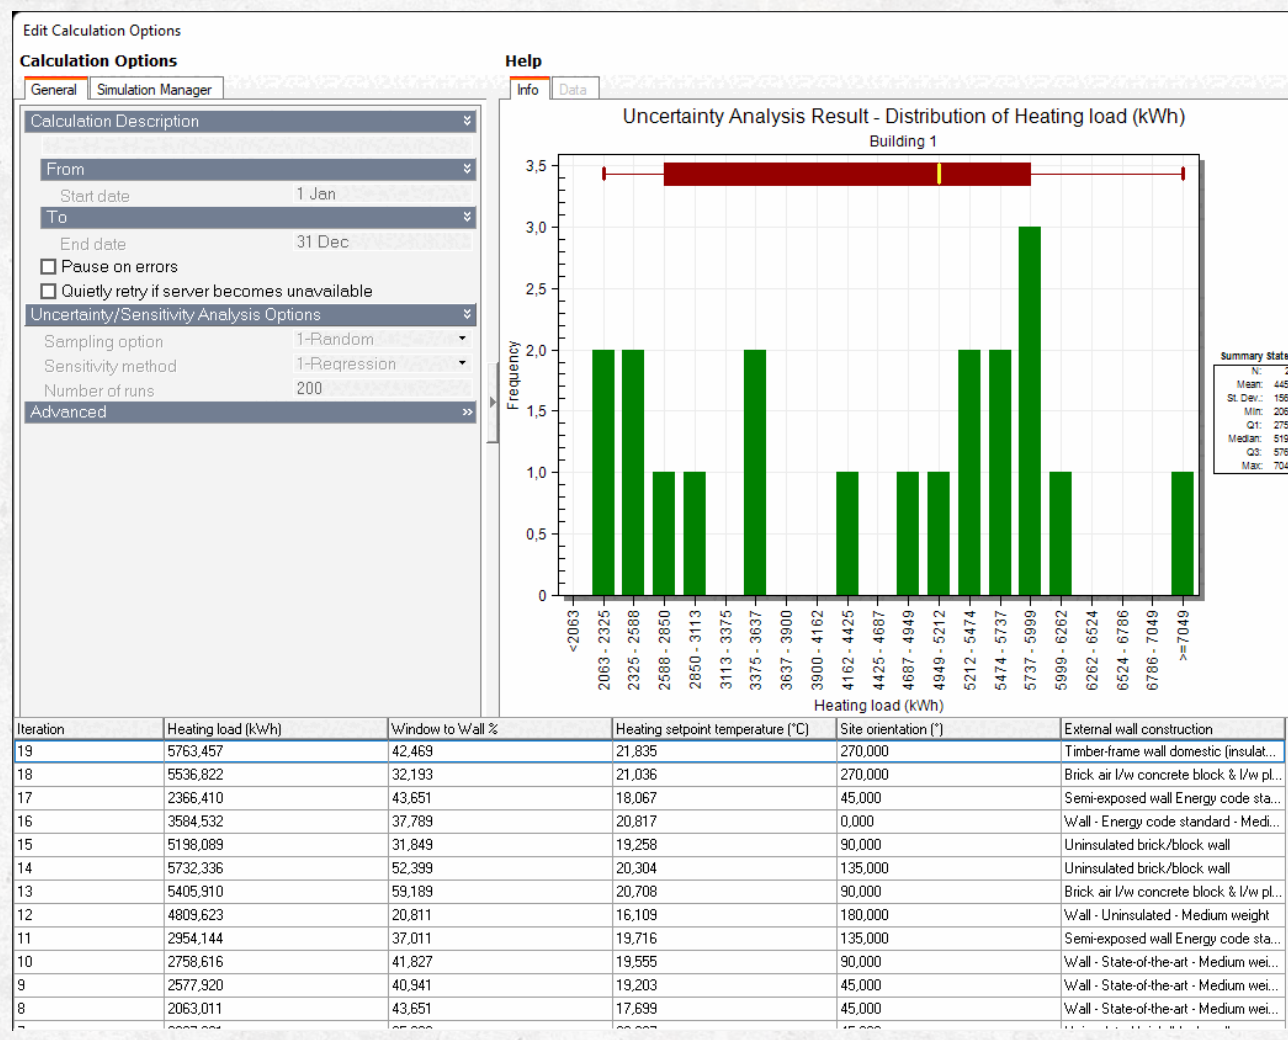 Edit Calculation Options
Calculation Options
General Simulation Manager
Calculation Description
From
Start date 1 Jan
To
End date 31 Dec
Pause on errors
Quietly retry if server becomes unavailable
Uncertainty/Sensitivity Analysis Options
Sampling option 1-Random
Sensitivity method 1-Regression
Number of runs 200
Advanced
Help
Info Data
Uncertainty Analysis Result - Distribution of Heating load (kWh)
Building 1
3,5
3,0
2,5
2,0
1,5
1,0
0,5
0
Frequency
<2063
2063 - 2325
2325 - 2588
2588 - 2850
2850 - 3113
3113 - 3375
3375 - 3637
3637 - 3900
3900 - 4162
4162 - 4425
4425 - 4687
4687 - 4949
4949 - 5212
5212 - 5474
5474 - 5737
5737 - 5999
5999 - 6262
6262 - 6524
6524 - 6786
6786 - 7049
>=7049
Heating load (kWh)
Summary State
N: 2
Mean: 445
St. Dev.: 156
Min: 206
Q1: 275
Median: 519
Q3: 576
Max: 704
Iteration Heating load (kWh) Window to Wall % Heating setpoint temperature (°C) Site orientation (°) External wall construction
19 5763,457 42,469 21,835 270,000 Timber-frame wall domestic (insulat...
18 5536,822 32,193 21,036 270,000 Brick air l/w concrete block & l/w pl...
17 2366,410 43,651 18,067 45,000 Semi-exposed wall Energy code sta...
16 3584,532 37,789 20,817 0,000 Wall - Energy code standard - Medi...
15 5198,089 31,849 19,258 90,000 Uninsulated brick/block wall
14 5732,336 52,399 20,304 135,000 Uninsulated brick/block wall
13 5405,910 59,189 20,708 90,000 Brick air l/w concrete block & l/w pl...
12 4809,623 20,811 16,109 180,000 Wall - Uninsulated - Medium weight
11 2954,144 37,011 19,716 135,000 Semi-exposed wall Energy code sta...
10 2758,616 41,827 19,555 90,000 Wall - State-of-the-art - Medium wei...
9 2577,920 40,941 19,203 45,000 Wall - State-of-the-art - Medium wei...
8 2063,011 43,651 17,699 45,000 Wall - State-of-the-art - Medium wei...